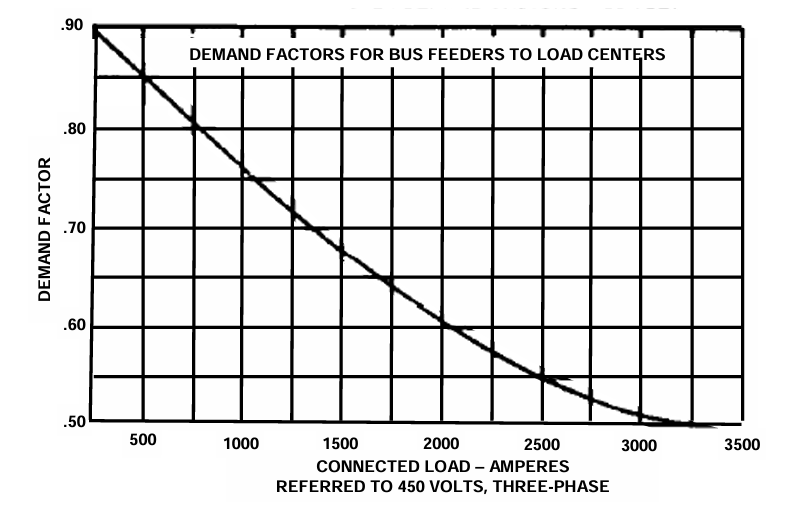 .90
DEMAND FACTORS FOR BUS FEEDERS TO LOAD CENTERS
.80
DEMAND FACTOR
.70
.60
.50
500 1000 1500 2000 2500 3000 3500
CONNECTED LOAD – AMPERES
REFERRED TO 450 VOLTS, THREE-PHASE